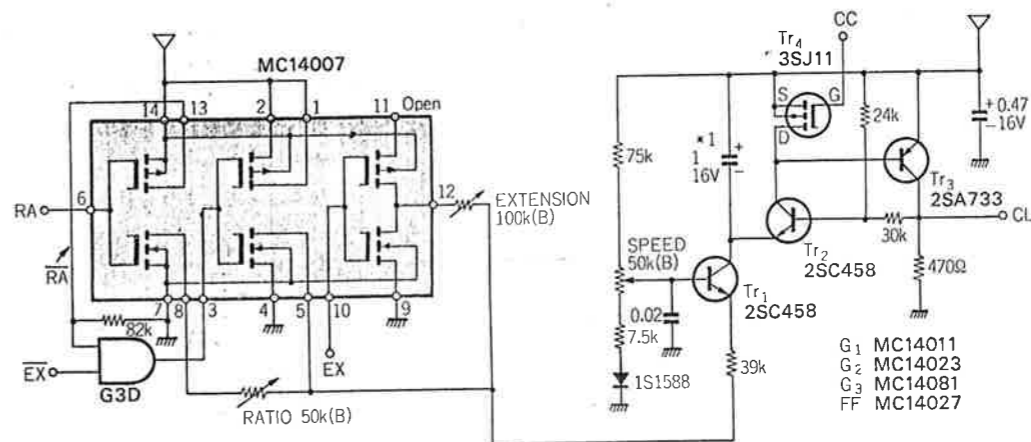 MC14007
14
13
2
1
11
Open
6
RA
RA
12
EXTENSION
100k(B)
7
8
3
4
5
10
9
82k
EX
G3D
EX
RATIO 50k(B)
CC
Tr4
3SJ11
S
G
D
75k
*1
1
16V
+
−
24k
+ 0.47
− 16V
Tr3
2SA733
CL
30k
Tr2
2SC458
470Ω
SPEED
50k(B)
0.02
7.5k
Tr1
2SC458
39k
1S1588
G1 MC14011
G2 MC14023
G3 MC14081
FF MC14027